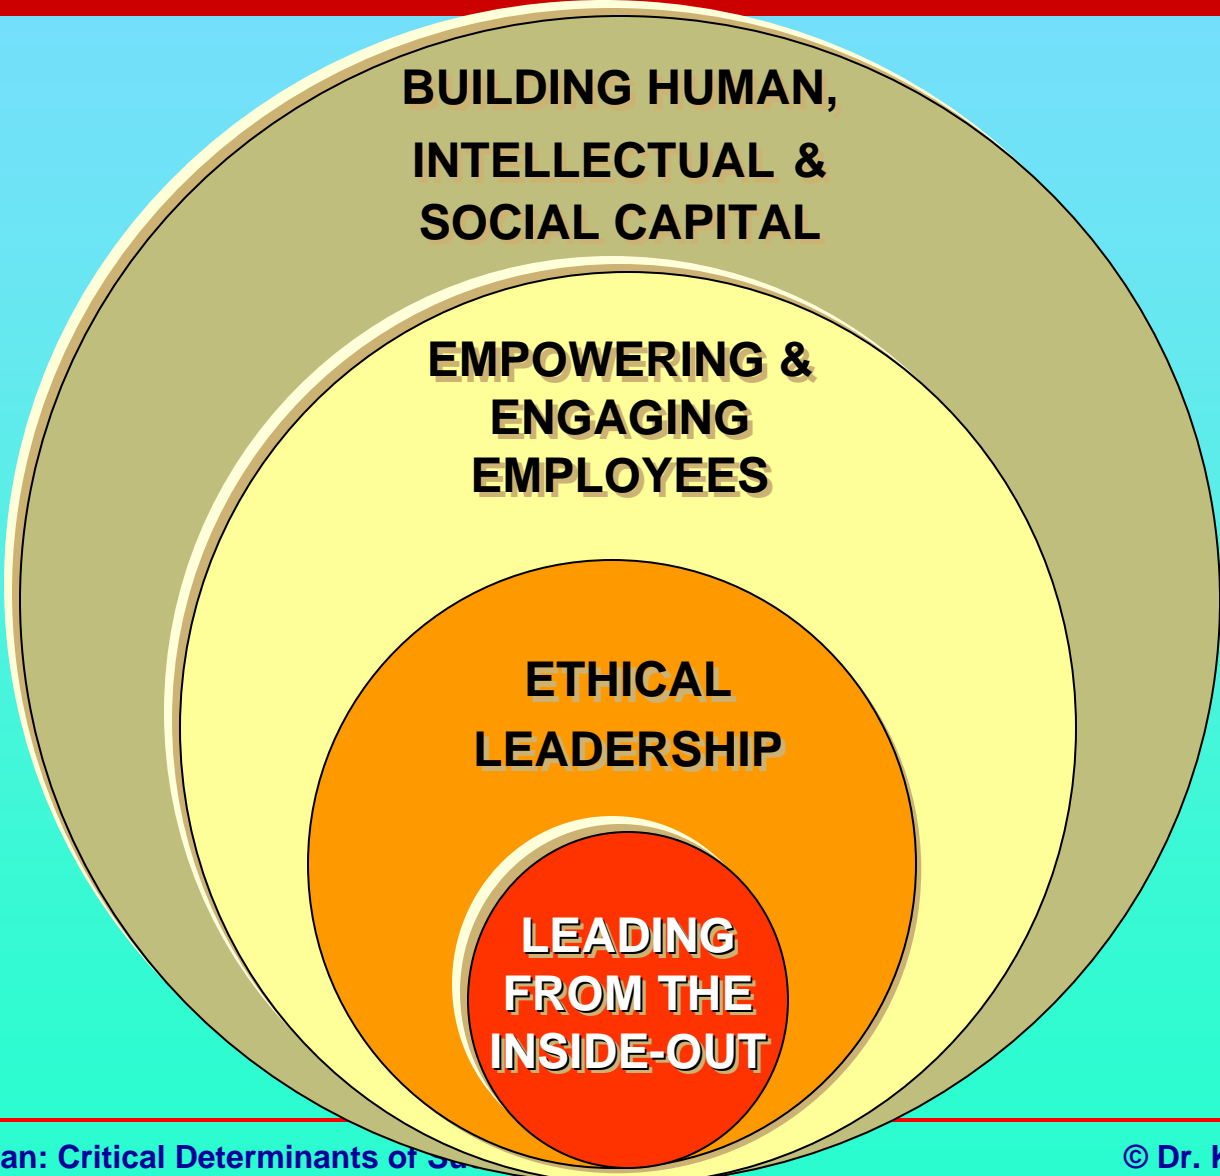 BUILDING HUMAN,
INTELLECTUAL &
SOCIAL CAPITAL
EMPOWERING &
ENGAGING
EMPLOYEES
ETHICAL
LEADERSHIP
LEADING
FROM THE
INSIDE-OUT
an: Critical Determinants of
© Dr. K